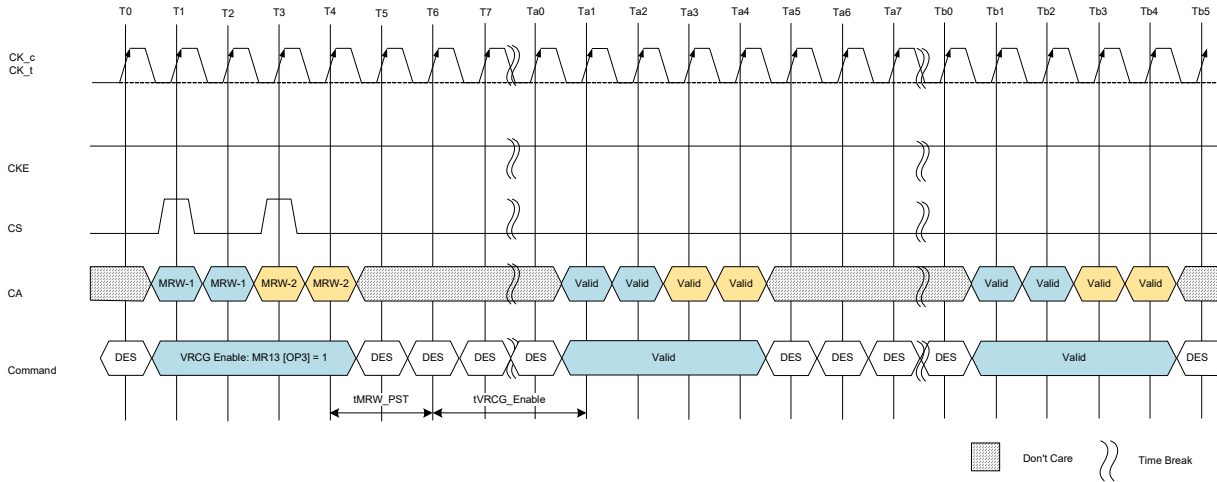 T0 T1 T2 T3 T4 T5 T6 T7 Ta0 Ta1 Ta2 Ta3 Ta4 Ta5 Ta6 Ta7 Tb0 Tb1 Tb2 Tb3 Tb4 Tb5
CK_c
CK_t
CKE
CS
CA MRW-1 MRW-1 MRW-2 MRW-2 Valid Valid Valid Valid Valid Valid Valid Valid
Command DES VRCG Enable: MR13 [OP3] = 1 DES DES DES DES Valid DES DES DES DES Valid DES
tMRW_PST tVRCG_Enable
Don't Care Time Break